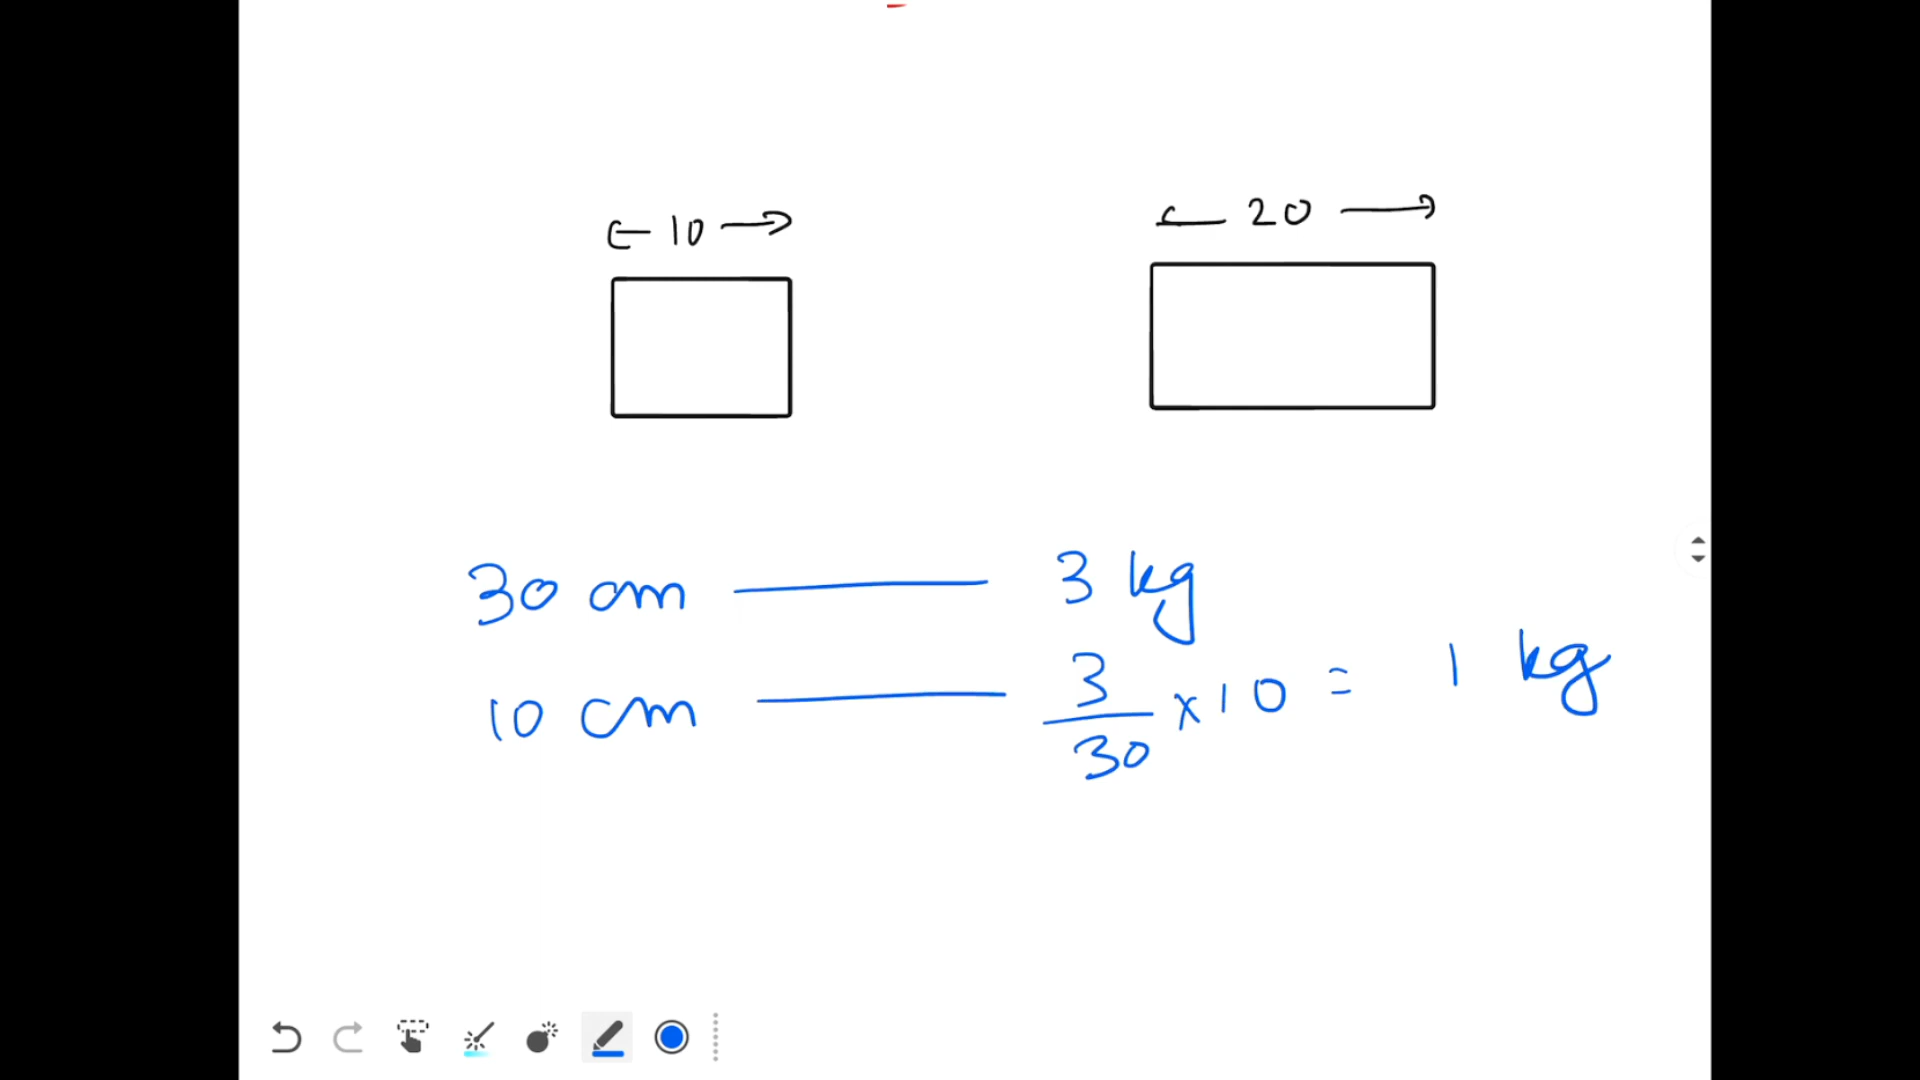 ← 10 →
← 20 →
30 cm — 3 kg
10 cm — 3/30 × 10 = 1 kg